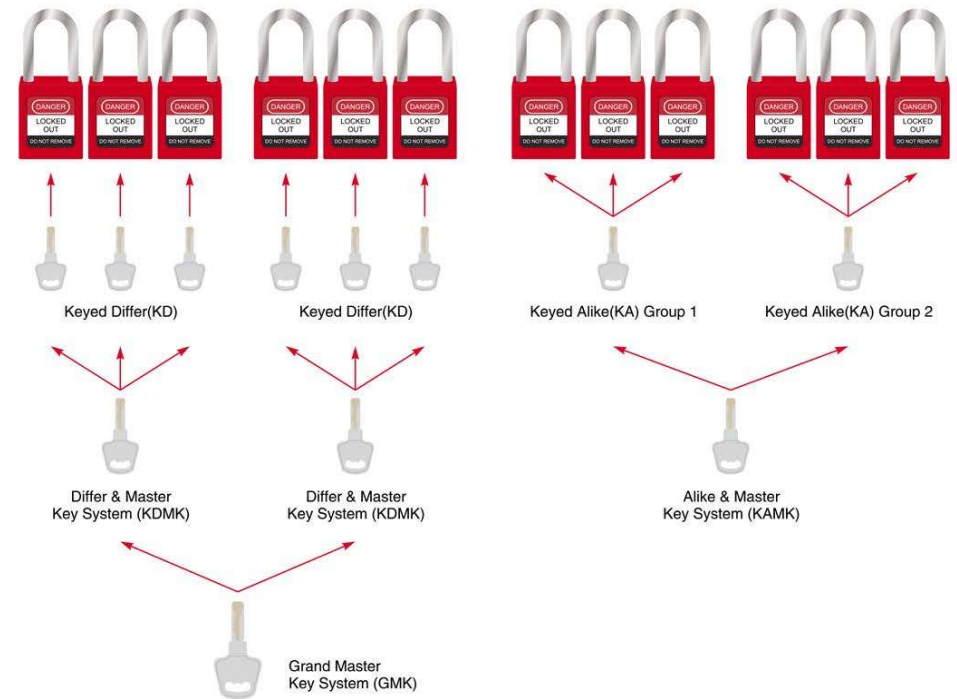 DANGER
LOCKED
OUT
DO NOT REMOVE
DANGER
LOCKED
OUT
DO NOT REMOVE
DANGER
LOCKED
OUT
DO NOT REMOVE
DANGER
LOCKED
OUT
DO NOT REMOVE
DANGER
LOCKED
OUT
DO NOT REMOVE
DANGER
LOCKED
OUT
DO NOT REMOVE
DANGER
LOCKED
OUT
DO NOT REMOVE
DANGER
LOCKED
OUT
DO NOT REMOVE
DANGER
LOCKED
OUT
DO NOT REMOVE
DANGER
LOCKED
OUT
DO NOT REMOVE
DANGER
LOCKED
OUT
DO NOT REMOVE
DANGER
LOCKED
OUT
DO NOT REMOVE
Keyed Differ(KD)
Keyed Differ(KD)
Keyed Alike(KA) Group 1
Keyed Alike(KA) Group 2
Differ & Master
Key System (KDMK)
Differ & Master
Key System (KDMK)
Alike & Master
Key System (KAMK)
Grand Master
Key System (GMK)